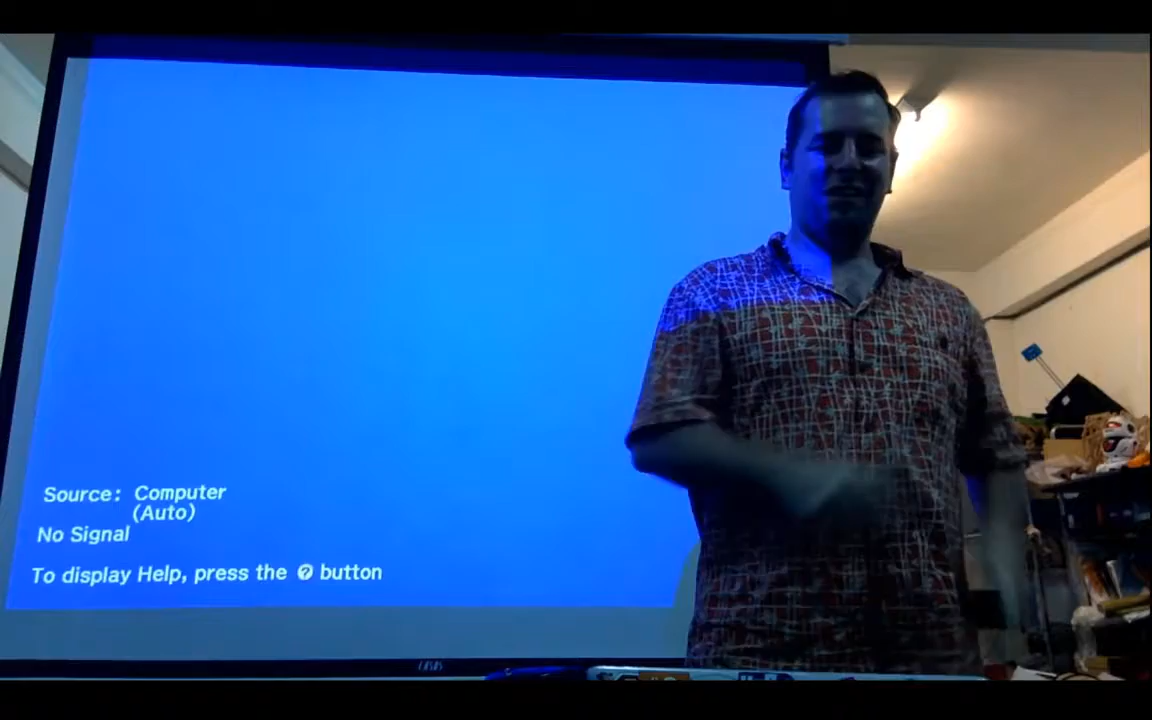 Source: Computer
(Auto)
No Signal
To display Help, press the ? button